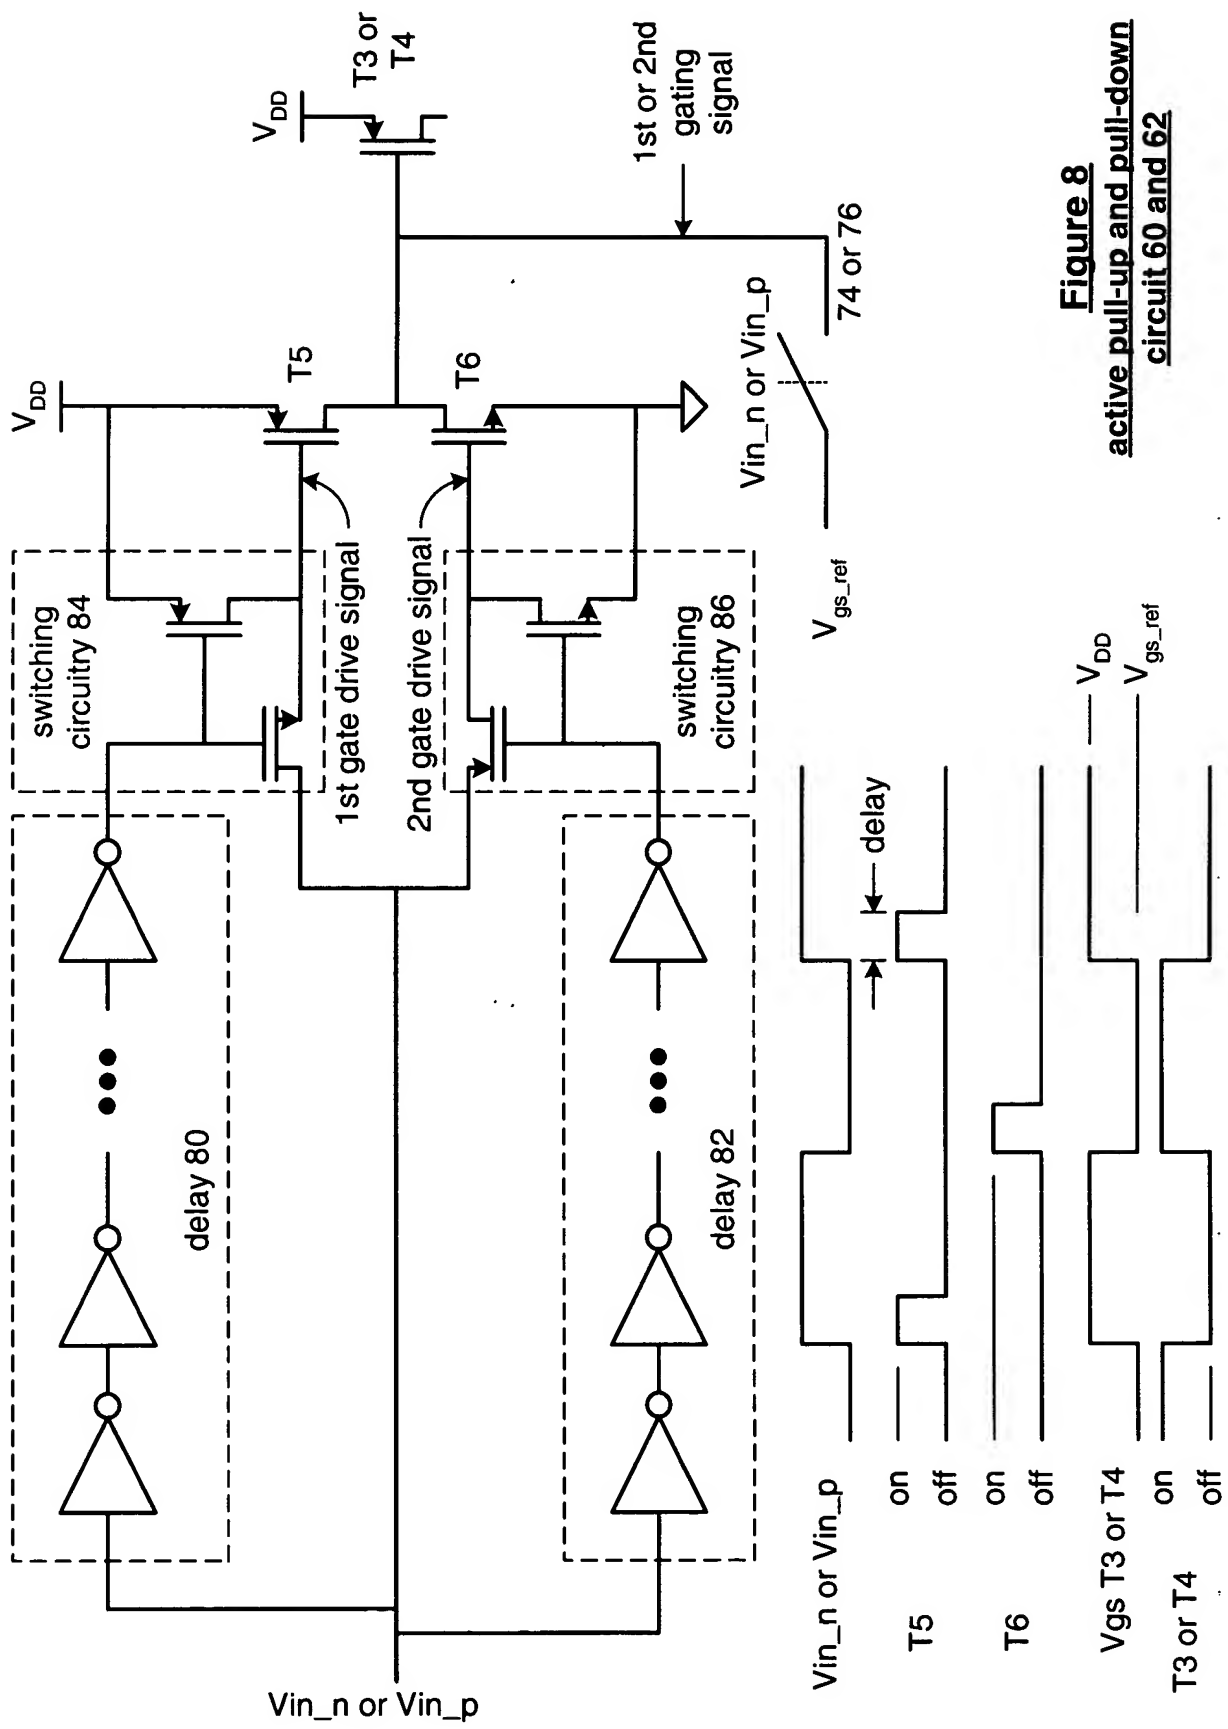 Vin_n or Vin_p
delay 80
delay 82
switching
circuitry 84
switching
circuitry 86
1st gate drive signal
2nd gate drive signal
VDD
T5
T6
VDD
T3 or
T4
1st or 2nd
gating
signal
Vgs_ref
Vin_n or Vin_p
74 or 76
Vin_n or Vin_p
delay
T5
on
off
T6
on
off
Vgs T3 or T4
VDD
Vgs_ref
T3 or T4
on
off
Figure 8
active pull-up and pull-down
circuit 60 and 62